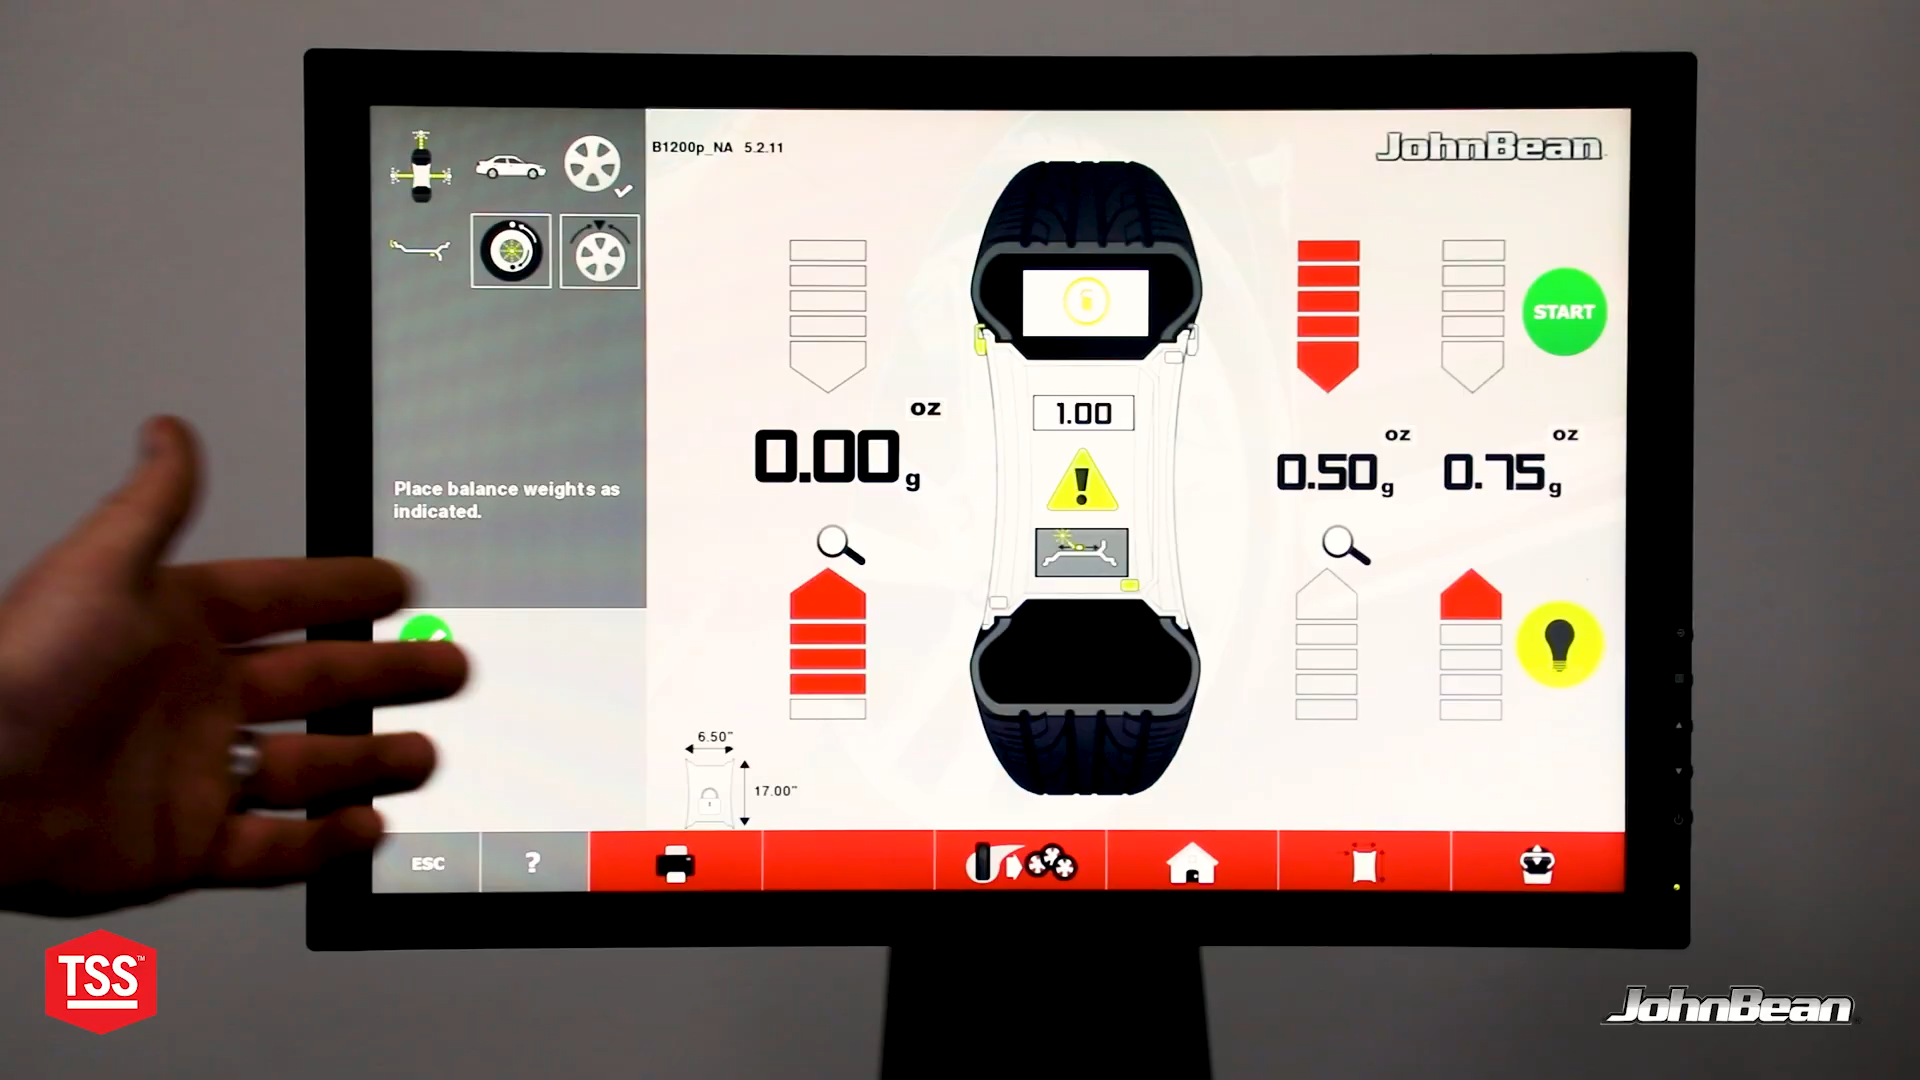 B1200p_NA 5.2.11
JohnBean
START
1.00
oz
0.00 g
oz
0.50 g
oz
0.75 g
Place balance weights as
indicated.
6.50"
17.00"
ESC
?
TSS™
JohnBean